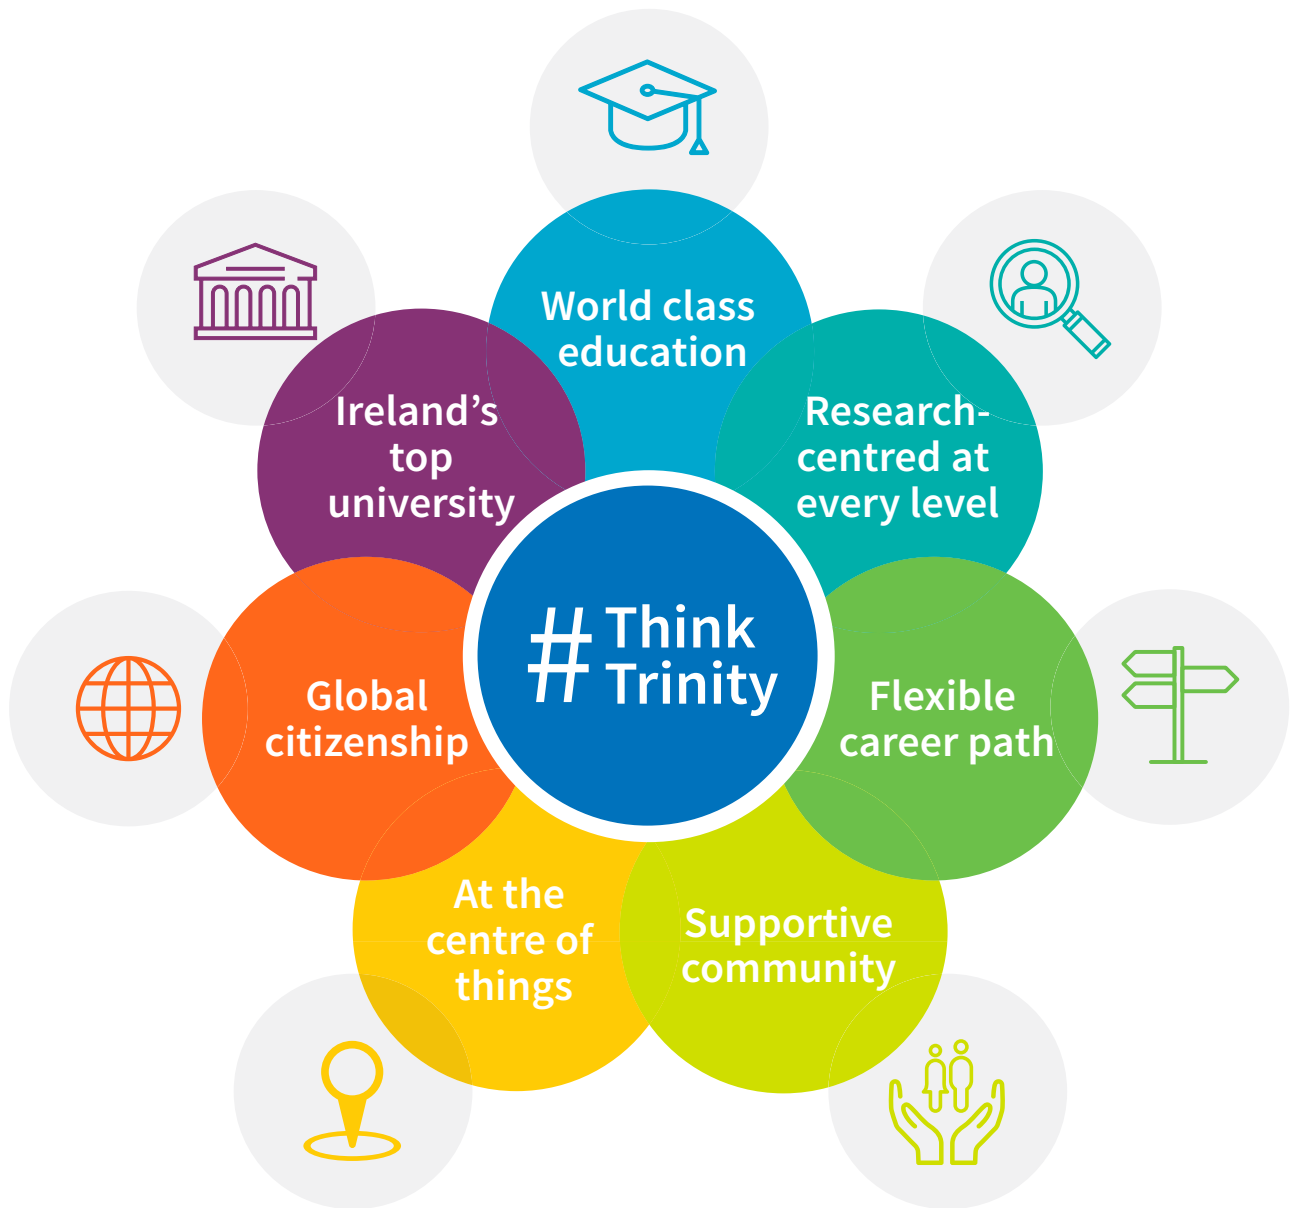 World class
education
Research-
centred at
every level
Flexible
career path
Supportive
community
At the
centre of
things
Global
citizenship
Ireland’s
top
university
# Think
Trinity